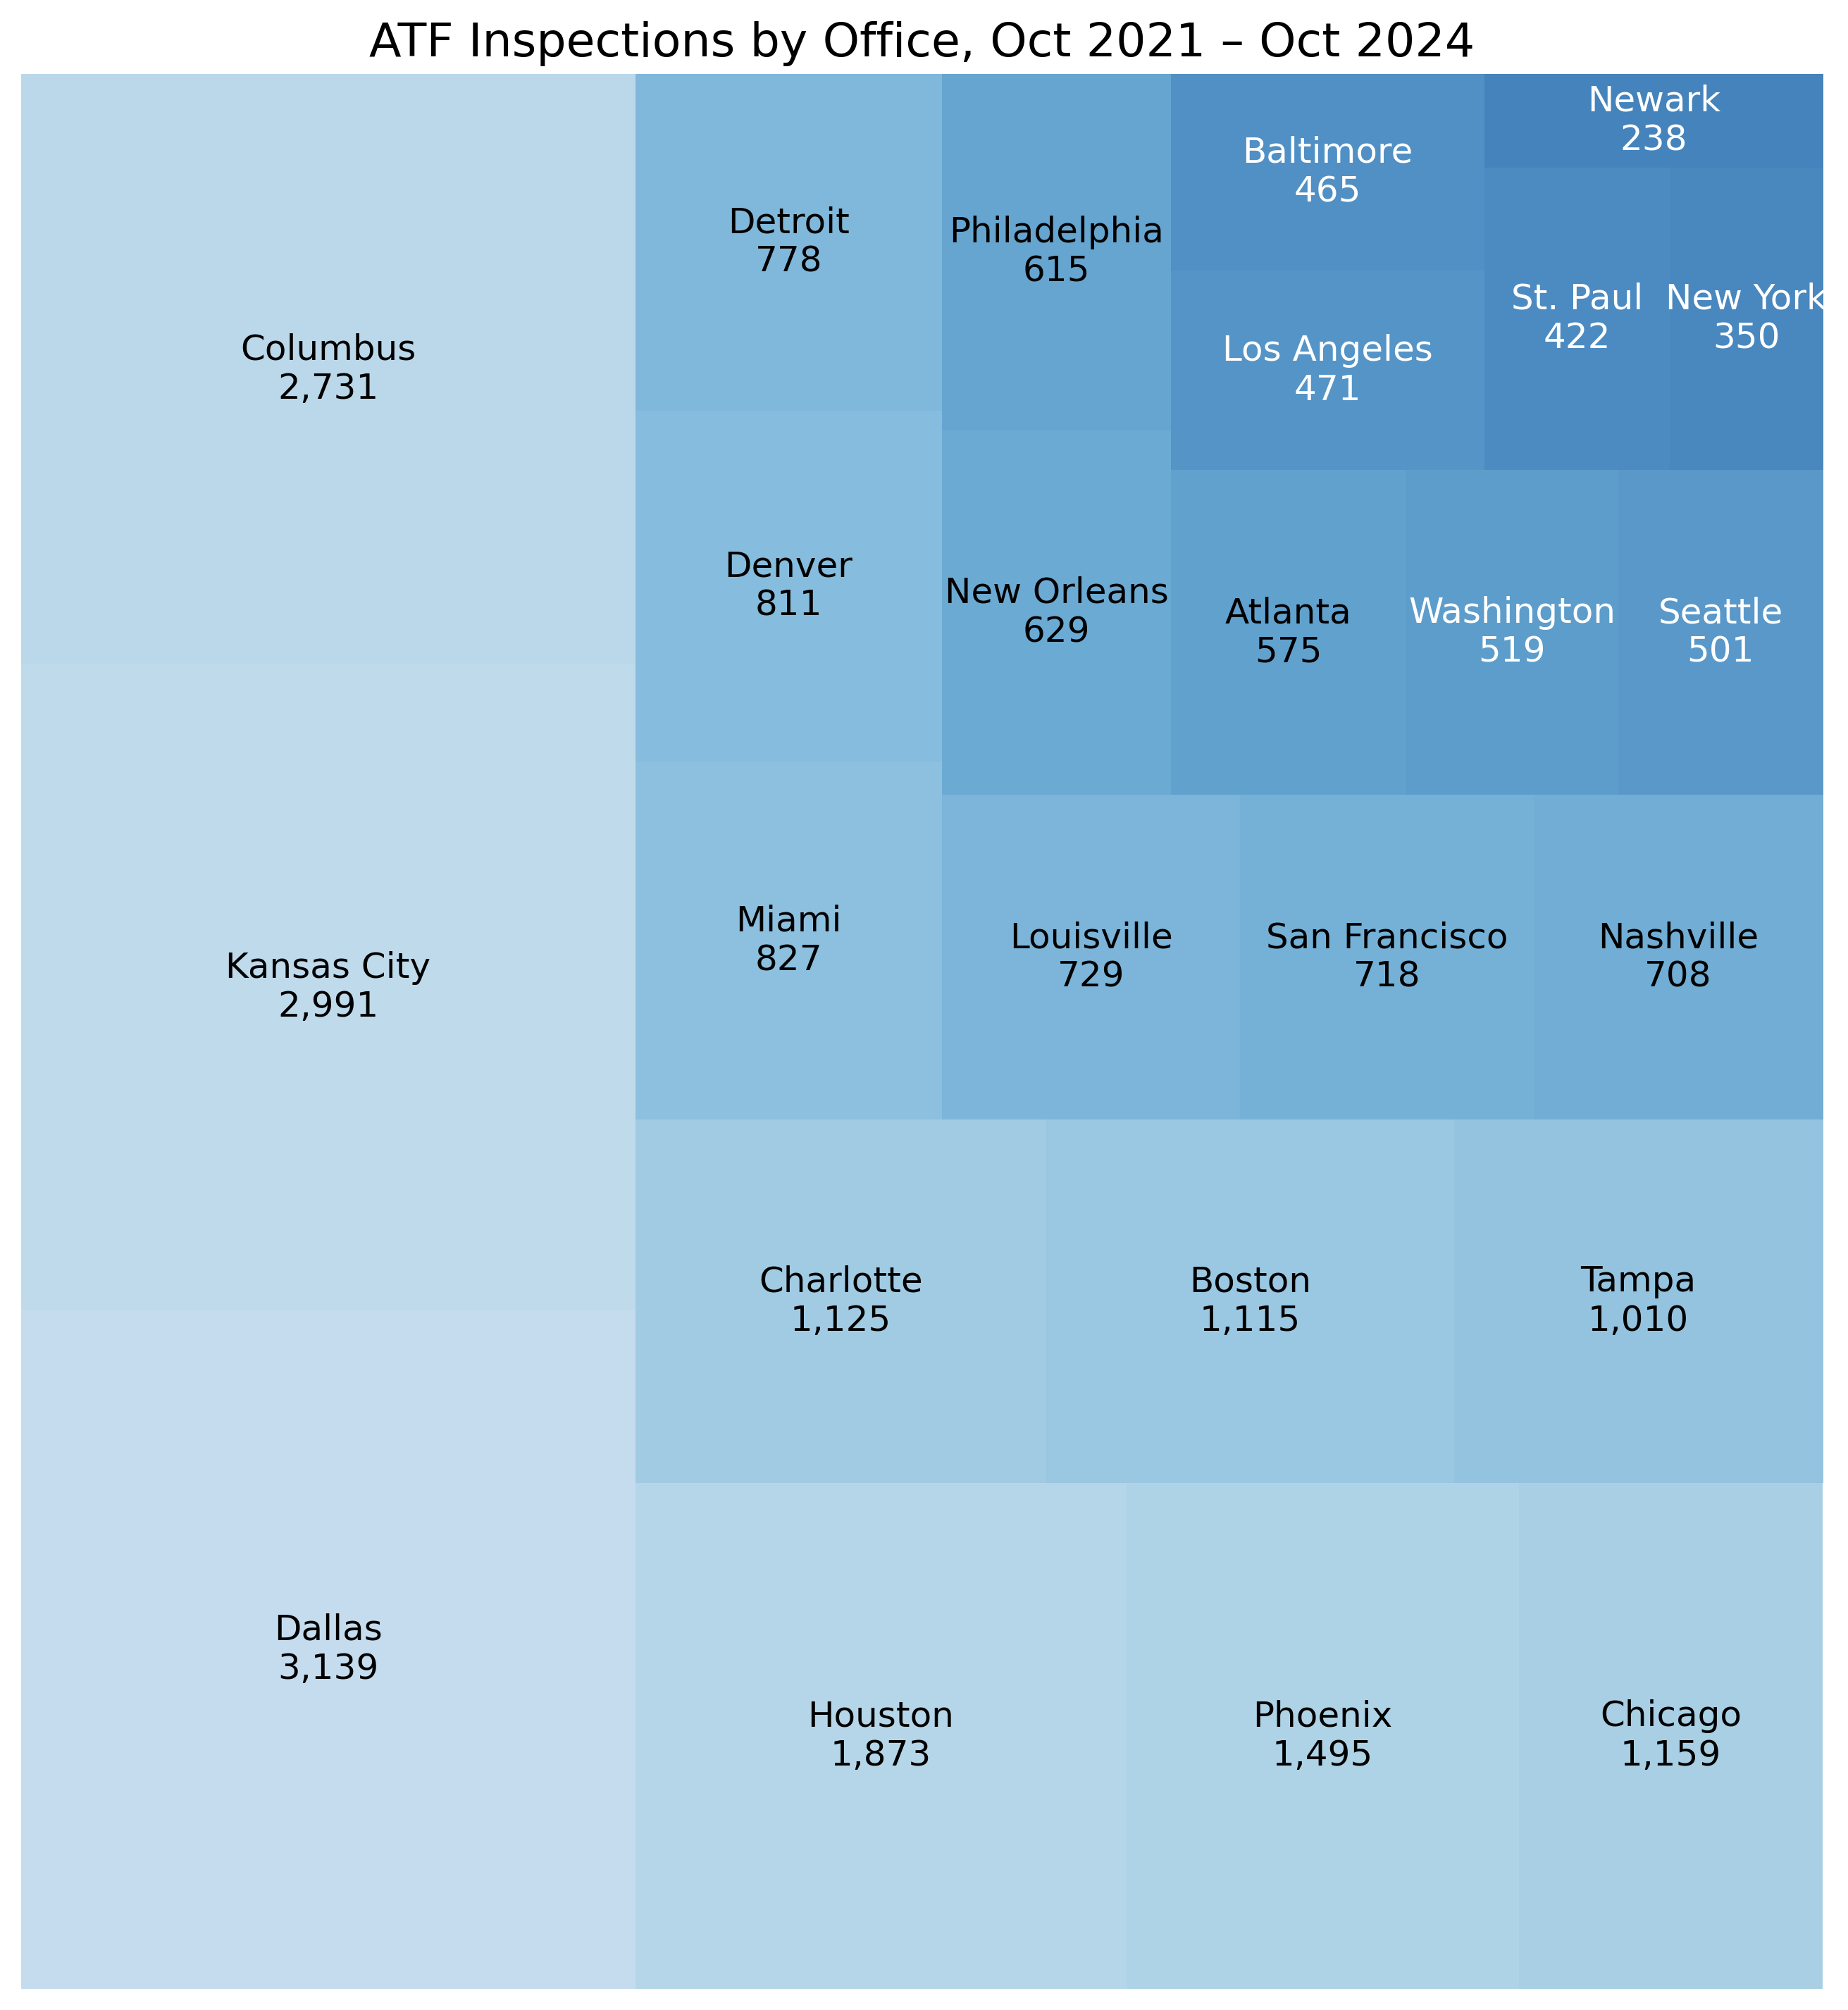 ATF Inspections by Office, Oct 2021 – Oct 2024
Columbus
2,731
Kansas City
2,991
Dallas
3,139
Detroit
778
Denver
811
Miami
827
Philadelphia
615
New Orleans
629
Baltimore
465
Los Angeles
471
Newark
238
St. Paul
422
New York
350
Atlanta
575
Washington
519
Seattle
501
Louisville
729
San Francisco
718
Nashville
708
Charlotte
1,125
Boston
1,115
Tampa
1,010
Houston
1,873
Phoenix
1,495
Chicago
1,159